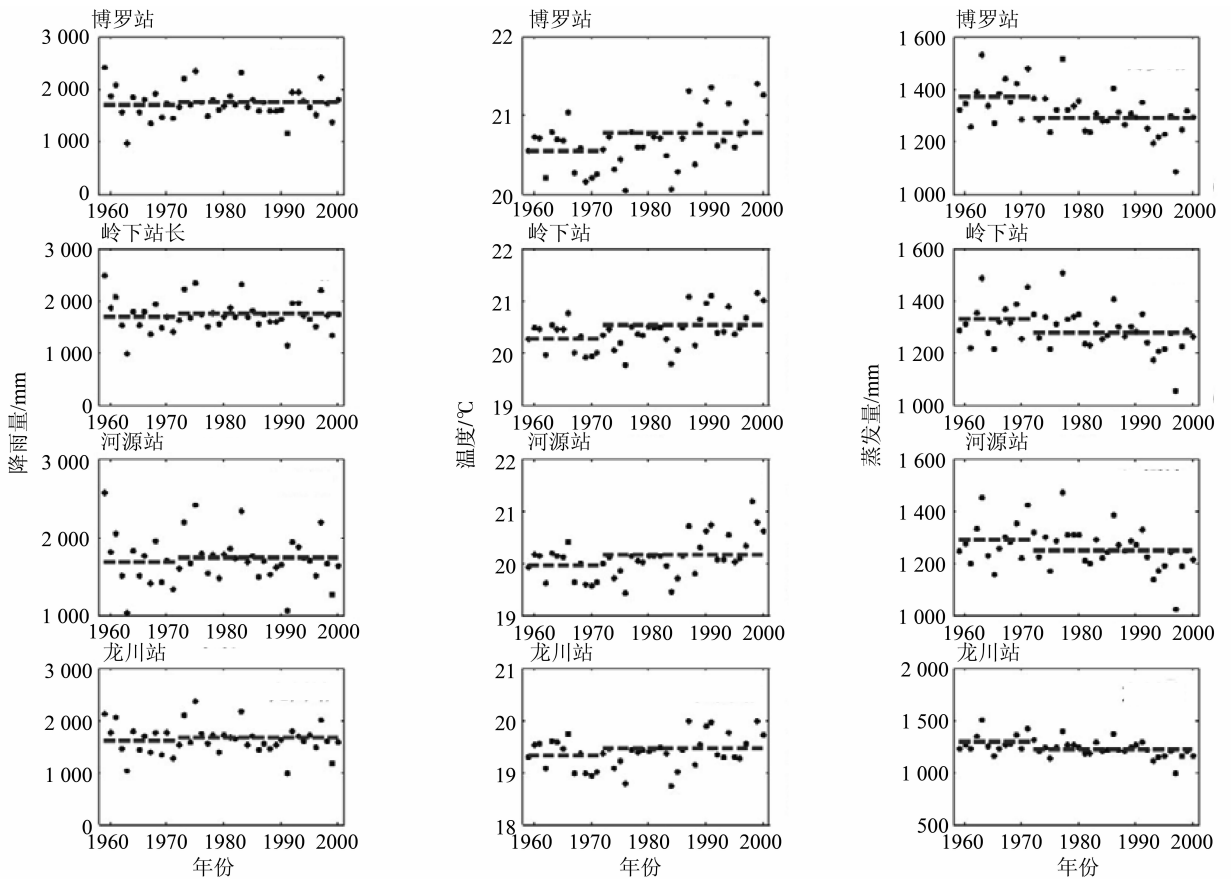 博罗站 博罗站 博罗站
3 000 22 1 600
2 000 21 1 400
1 000 1 200
0 20 1 000
1960 1970 1980 1990 2000 1960 1970 1980 1990 2000 1960 1970 1980 1990 2000
岭下站长 岭下站 岭下站
3 000 22 1 600
2 000 21 1 400
1 000 20 1 200
0 19 1 000
1960 1970 1980 1990 2000 1960 1970 1980 1990 2000 1960 1970 1980 1990 2000
降雨量/mm 温度/℃ 蒸发量/mm
河源站 河源站 河源站
3 000 22 1 600
21 1 400
2 000 20 1 200
1 000 19 1 000
1960 1970 1980 1990 2000 1960 1970 1980 1990 2000 1960 1970 1980 1990 2000
龙川站 龙川站 龙川站
3 000 21 2 000
2 000 20 1 500
1 000 19 1 000
0 18 500
1960 1970 1980 1990 2000 1960 1970 1980 1990 2000 1960 1970 1980 1990 2000
年份 年份 年份